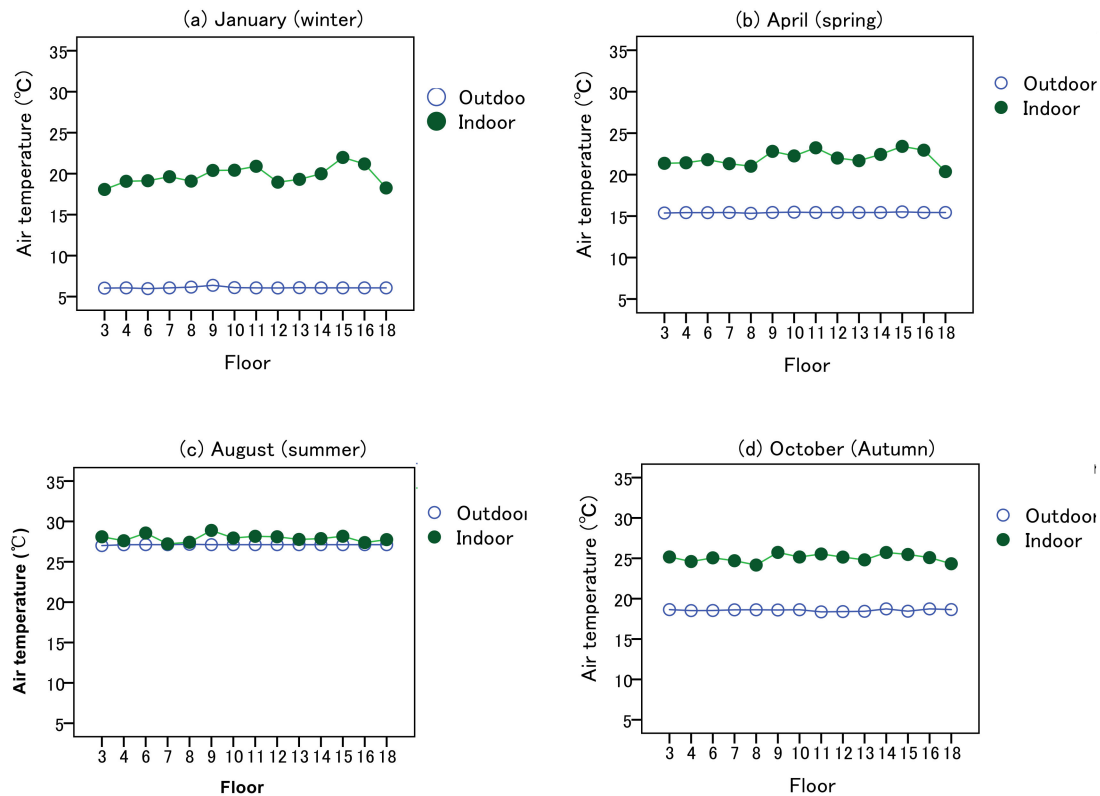 (a) January (winter)
Air temperature (℃)
35
30
25
20
15
10
5
3 4 6 7 8 9 10 11 12 13 14 15 16 18
Floor
Outdoo
Indoor
(b) April (spring)
Air temperature (℃)
35
30
25
20
15
10
5
3 4 6 7 8 9 10 11 12 13 14 15 16 18
Floor
Outdoor
Indoor
(c) August (summer)
Air temperature (℃)
35
30
25
20
15
10
5
3 4 6 7 8 9 10 11 12 13 14 15 16 18
Floor
Outdoor
Indoor
(d) October (Autumn)
Air temperature (℃)
35
30
25
20
15
10
5
3 4 6 7 8 9 10 11 12 13 14 15 16 18
Floor
Outdoor
Indoor